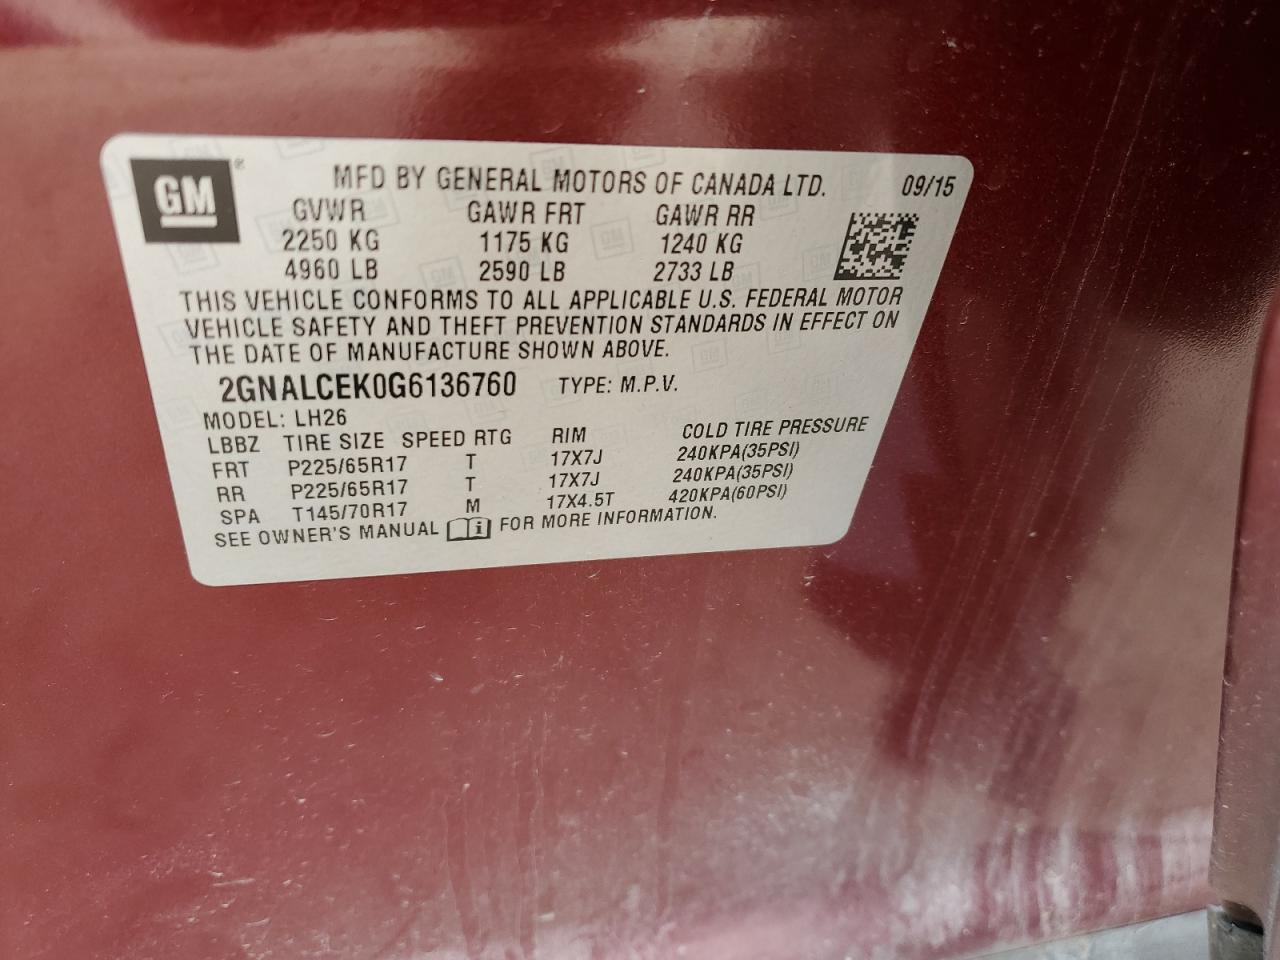 GM®
MFD BY GENERAL MOTORS OF CANADA LTD. 09/15
GVWR GAWR FRT GAWR RR
2250 KG 1175 KG 1240 KG
4960 LB 2590 LB 2733 LB
THIS VEHICLE CONFORMS TO ALL APPLICABLE U.S. FEDERAL MOTOR
VEHICLE SAFETY AND THEFT PREVENTION STANDARDS IN EFFECT ON
THE DATE OF MANUFACTURE SHOWN ABOVE.
2GNALCEK0G6136760 TYPE: M.P.V.
MODEL: LH26
LBBZ TIRE SIZE SPEED RTG RIM COLD TIRE PRESSURE
FRT P225/65R17 T 17X7J 240KPA(35PSI)
RR P225/65R17 T 17X7J 240KPA(35PSI)
SPA T145/70R17 M 17X4.5T 420KPA(60PSI)
SEE OWNER'S MANUAL FOR MORE INFORMATION.